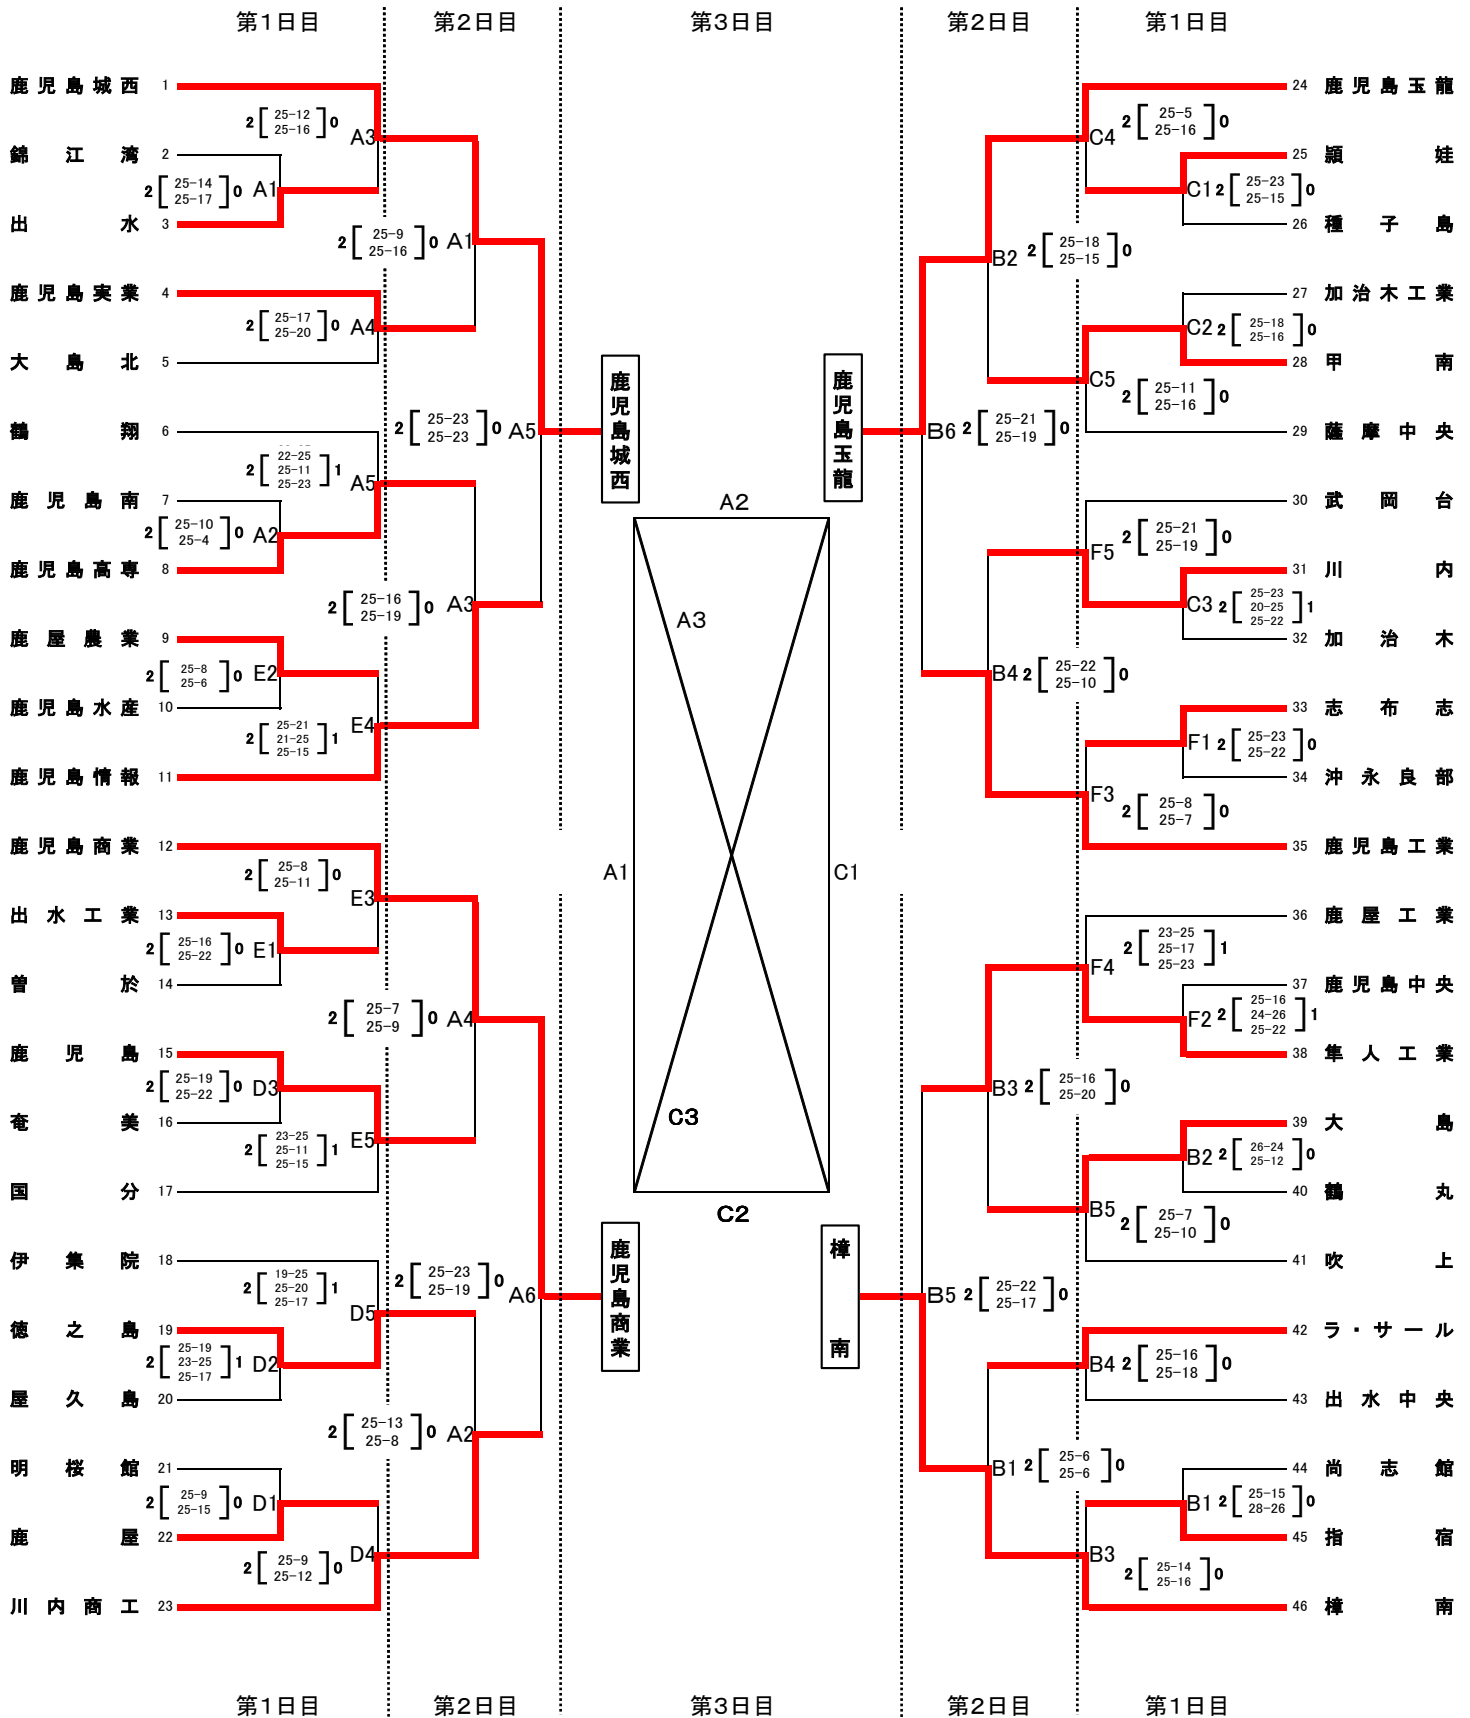 第1日目 第2日目 第3日目 第2日目 第1日目
鹿児島城西 1
2 [ 25-12 25-16 ] 0 A3
錦江湾 2
2 [ 25-14 25-17 ] 0 A1
出水 3
2 [ 25-9 25-16 ] 0 A1
鹿児島実業 4
2 [ 25-17 25-20 ] 0 A4
大島北 5
鶴翔 6
2 [ 25-23 25-23 ] 0 A5
2 [ 22-25 25-11 25-23 ] 1 A5
鹿児島南 7
2 [ 25-10 25-4 ] 0 A2
鹿児島高専 8
2 [ 25-16 25-19 ] 0 A3
鹿屋農業 9
2 [ 25-8 25-6 ] 0 E2
鹿児島水産 10
2 [ 25-21 21-25 25-15 ] 1 E4
鹿児島情報 11
鹿児島商業 12
2 [ 25-8 25-11 ] 0 E3
出水工業 13
2 [ 25-16 25-22 ] 0 E1
曽於 14
2 [ 25-7 25-9 ] 0 A4
鹿児島 15
2 [ 25-19 25-22 ] 0 D3
奄美 16
2 [ 23-25 25-11 25-15 ] 1 E5
国分 17
伊集院 18
2 [ 19-25 25-20 25-17 ] 1 D5
2 [ 25-23 25-19 ] 0 A6
徳之島 19
2 [ 25-19 23-25 25-17 ] 1 D2
屋久島 20
2 [ 25-13 25-8 ] 0 A2
明桜館 21
2 [ 25-9 25-15 ] 0 D1
鹿屋 22
2 [ 25-9 25-12 ] 0 D4
川内商工 23
鹿児島城西
鹿児島玉龍
A2
A3
A1
C1
C3
C2
鹿児島商業
樟南
24 鹿児島玉龍
C4 2 [ 25-5 25-16 ] 0
25 頴娃
C1 2 [ 25-23 25-15 ] 0
26 種子島
B2 2 [ 25-18 25-15 ] 0
27 加治木工業
C2 2 [ 25-18 25-16 ] 0
28 甲南
C5 2 [ 25-11 25-16 ] 0
29 薩摩中央
B6 2 [ 25-21 25-19 ] 0
30 武岡台
F5 2 [ 25-21 25-19 ] 0
31 川内
C3 2 [ 25-23 20-25 25-22 ] 1
32 加治木
B4 2 [ 25-22 25-10 ] 0
33 志布志
F1 2 [ 25-23 25-22 ] 0
34 沖永良部
F3 2 [ 25-8 25-7 ] 0
35 鹿児島工業
36 鹿屋工業
F4 2 [ 23-25 25-17 25-23 ] 1
37 鹿児島中央
F2 2 [ 25-16 24-26 25-22 ] 1
38 隼人工業
B3 2 [ 25-16 25-20 ] 0
39 大島
B2 2 [ 26-24 25-12 ] 0
40 鶴丸
B5 2 [ 25-7 25-10 ] 0
41 吹上
B5 2 [ 25-22 25-17 ] 0
42 ラ・サール
B4 2 [ 25-16 25-18 ] 0
43 出水中央
B1 2 [ 25-6 25-6 ] 0
44 尚志館
B1 2 [ 25-15 28-26 ] 0
45 指宿
B3 2 [ 25-14 25-16 ] 0
46 樟南
第1日目 第2日目 第3日目 第2日目 第1日目